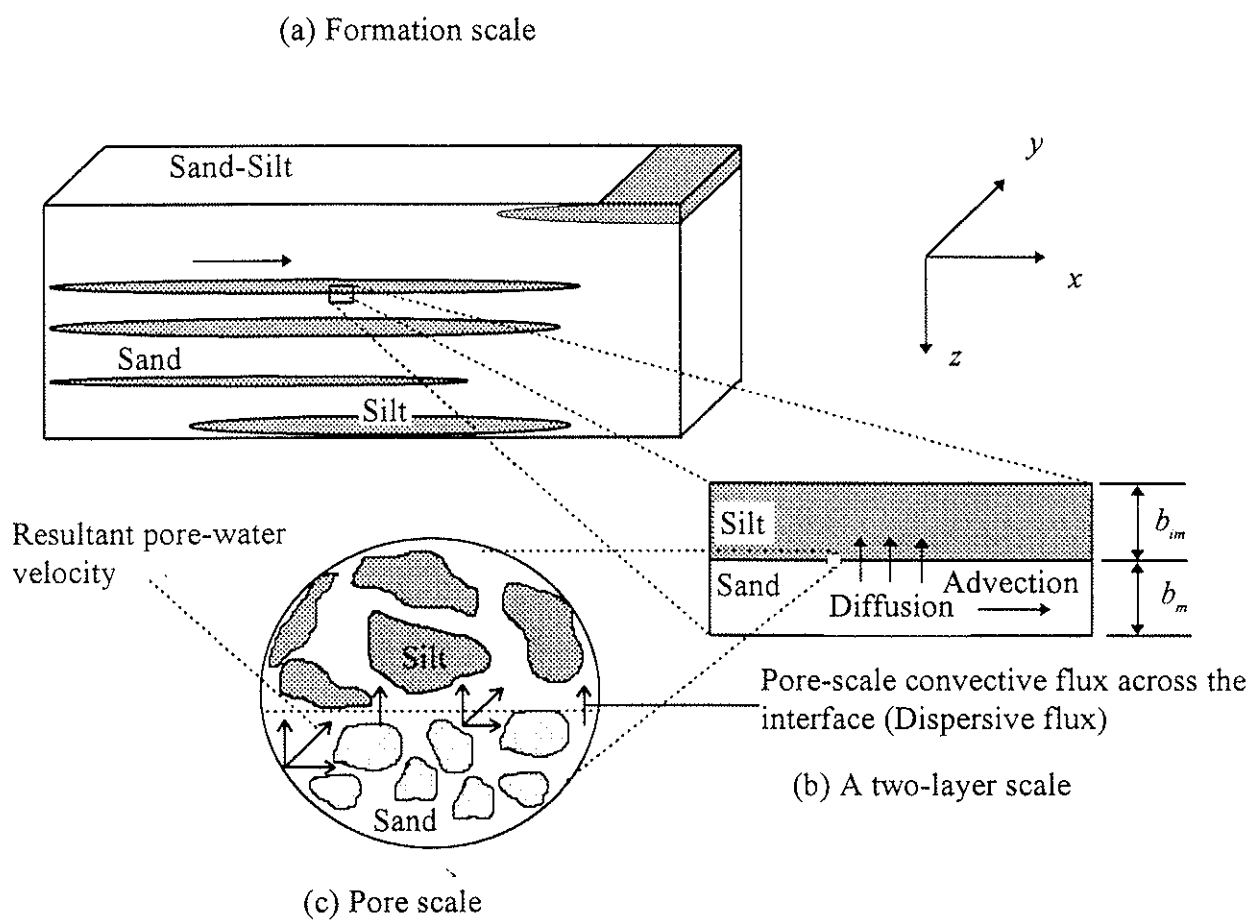 (a) Formation scale
Sand-Silt
y
x
z
Sand
Silt
Resultant pore-water
velocity
Silt
Sand
Advection
Diffusion
b_im
b_m
Silt
Sand
Pore-scale convective flux across the
interface (Dispersive flux)
(b) A two-layer scale
(c) Pore scale